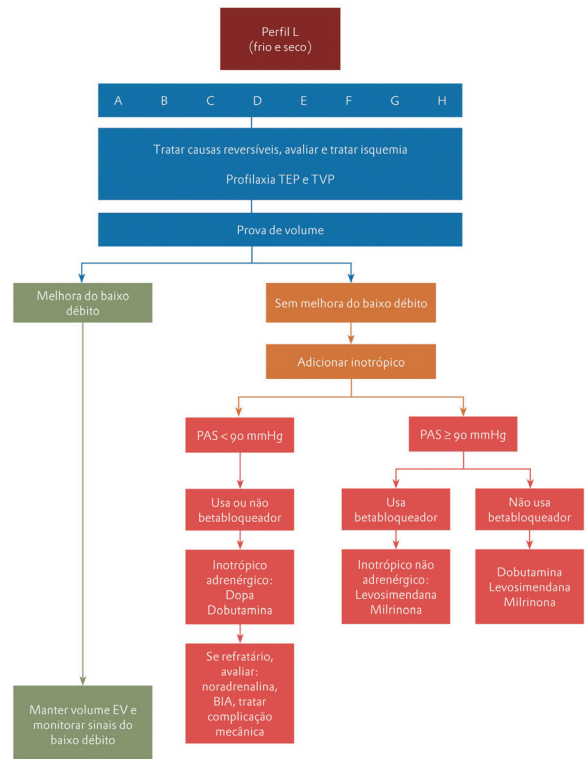 Perfil L
(frio e seco)
A B C D E F G H
Tratar causas reversíveis, avaliar e tratar isquemia
Profilaxia TEP e TVP
Prova de volume
Melhora do baixo
débito
Sem melhora do baixo débito
Adicionar inotrópico
PAS < 90 mmHg
PAS ≥ 90 mmHg
Usa ou não
betabloqueador
Usa
betabloqueador
Não usa
betabloqueador
Inotrópico
adrenérgico:
Dopa
Dobutamina
Inotrópico não
adrenérgico:
Levosimendana
Milrinona
Dobutamina
Levosimendana
Milrinona
Se refratário,
avaliar:
noradrenalina,
BIA, tratar
complicação
mecânica
Manter volume EV e
monitorar sinais do
baixo débito